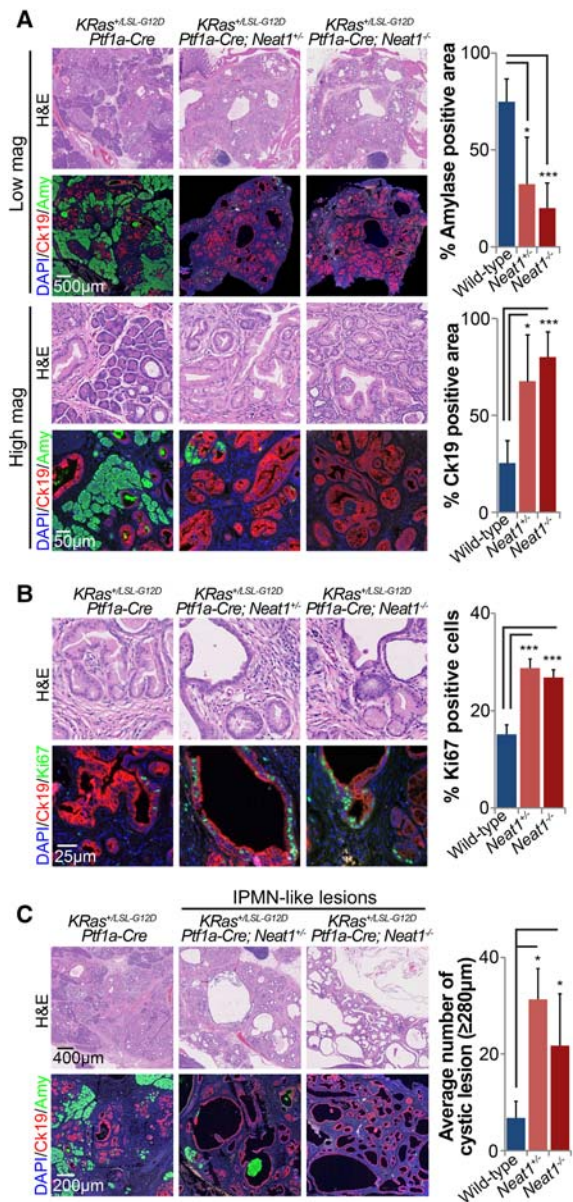 A
KRas+/LSL-G12D
Ptf1a-Cre
KRas+/LSL-G12D
Ptf1a-Cre; Neat1+/-
KRas+/LSL-G12D
Ptf1a-Cre; Neat1-/-
Low mag
H&E
DAPI/Ck19/Amy
500µm
High mag
H&E
DAPI/Ck19/Amy
50µm
% Amylase positive area
100
50
0
*
***
Wild-type
Neat1+/-
Neat1-/-
% Ck19 positive area
100
50
0
*
***
Wild-type
Neat1+/-
Neat1-/-
B
KRas+/LSL-G12D
Ptf1a-Cre
KRas+/LSL-G12D
Ptf1a-Cre; Neat1+/-
KRas+/LSL-G12D
Ptf1a-Cre; Neat1-/-
H&E
DAPI/Ck19/Ki67
25µm
% Ki67 positive cells
40
20
0
***
***
Wild-type
Neat1+/-
Neat1-/-
C
IPMN-like lesions
KRas+/LSL-G12D
Ptf1a-Cre
KRas+/LSL-G12D
Ptf1a-Cre; Neat1+/-
KRas+/LSL-G12D
Ptf1a-Cre; Neat1-/-
H&E
400µm
DAPI/Ck19/Amy
200µm
Average number of
cystic lesion (≥280µm)
40
20
0
*
*
Wild-type
Neat1+/-
Neat1-/-